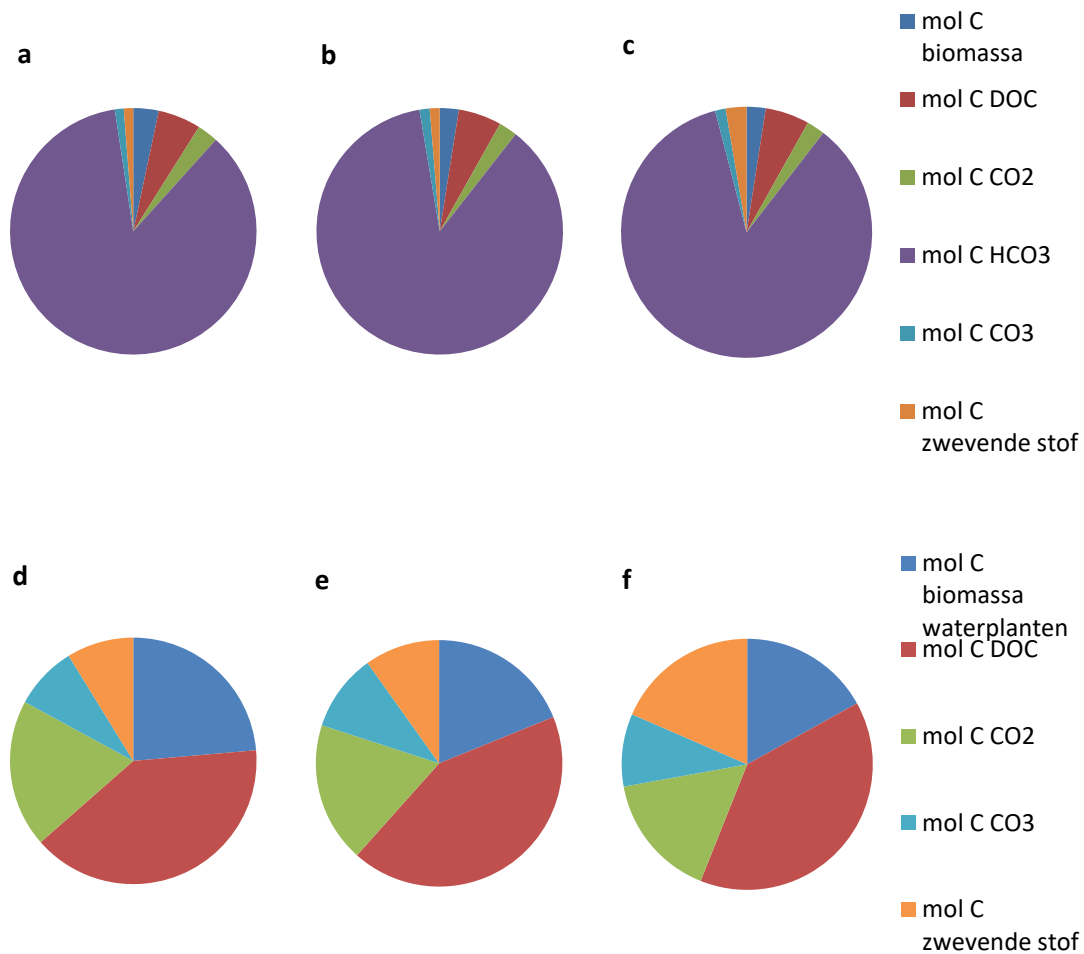 a
b
c
mol C
biomassa
mol C DOC
mol C CO2
mol C HCO3
mol C CO3
mol C
zwevende stof
d
e
f
mol C
biomassa
waterplanten
mol C DOC
mol C CO2
mol C CO3
mol C
zwevende stof